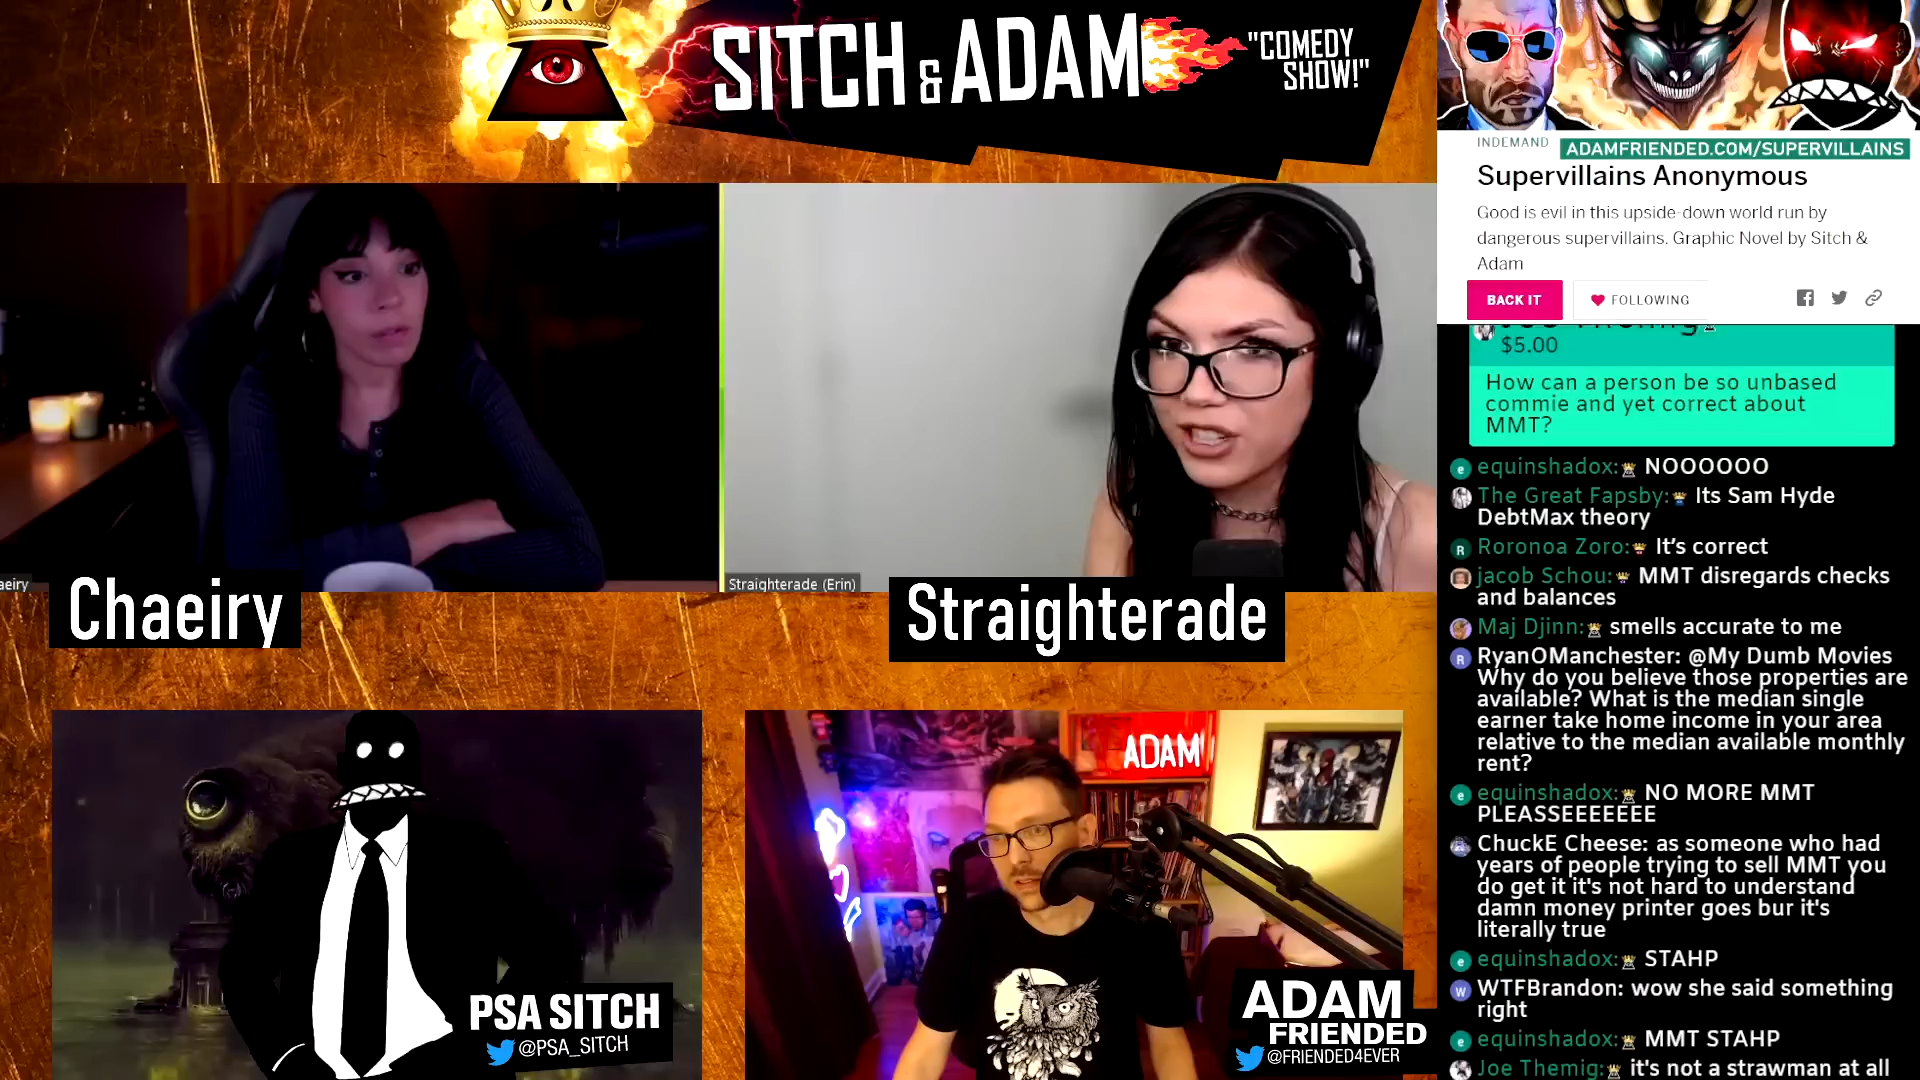 SITCH & ADAM
"COMEDY
SHOW!"
INDEMAND
ADAMFRIENDED.COM/SUPERVILLAINS
Supervillains Anonymous
Good is evil in this upside-down world run by
dangerous supervillains. Graphic Novel by Sitch &
Adam
BACK IT
FOLLOWING
$5.00
How can a person be so unbased
commie and yet correct about
MMT?
equinshadox: NOOOOOO
The Great Fapsby: Its Sam Hyde
DebtMax theory
Roronoa Zoro: It's correct
jacob Schou: MMT disregards checks
and balances
Maj Djinn: smells accurate to me
RyanOManchester: @My Dumb Movies
Why do you believe those properties are
available? What is the median single
earner take home income in your area
relative to the median available monthly
rent?
equinshadox: NO MORE MMT
PLEASSEEEEEEE
ChuckE Cheese: as someone who had
years of people trying to sell MMT you
do get it it's not hard to understand
damn money printer goes bur it's
literally true
equinshadox: STAHP
WTFBrandon: wow she said something
right
equinshadox: MMT STAHP
Joe Themig: it's not a strawman at all
Straighterade (Erin)
Chaeiry
Straighterade
PSA SITCH
@PSA_SITCH
ADAM
ADAM
FRIENDED
@FRIENDED4EVER